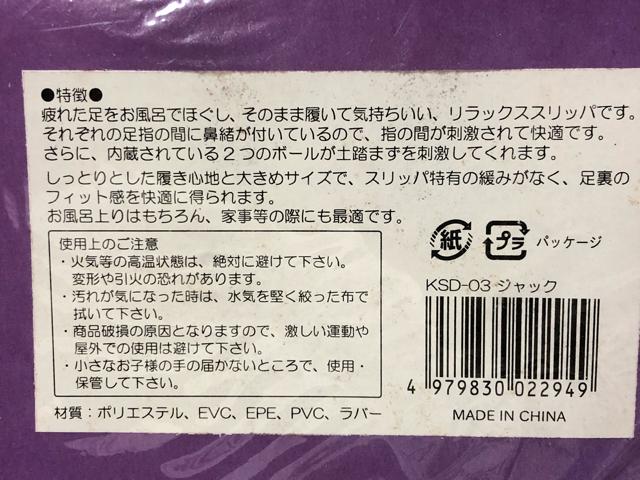 ●特徴●
疲れた足をお風呂でほぐし、そのまま履いて気持ちいい、リラックススリッパです。
それぞれの足指の間に鼻緒が付いているので、指の間が刺激されて快適です。
さらに、内蔵されている2つのボールが土踏まずを刺激してくれます。
しっとりとした履き心地と大きめサイズで、スリッパ特有の緩みがなく、足裏の
フィット感を快適に得られます。
お風呂上りはもちろん、家事等の際にも最適です。
使用上のご注意
・火気等の高温状態は、絶対に避けて下さい。
変形や引火の恐れがあります。
・汚れが気になった時は、水気を堅く絞った布で
拭いて下さい。
・商品破損の原因となりますので、激しい運動や
屋外での使用は避けて下さい。
・小さなお子様の手の届かないところで、使用・
保管して下さい。
材質：ポリエステル、EVC、EPE、PVC、ラバー
紙 プラ パッケージ
KSD-03 ジャック
4 979830 022949
MADE IN CHINA